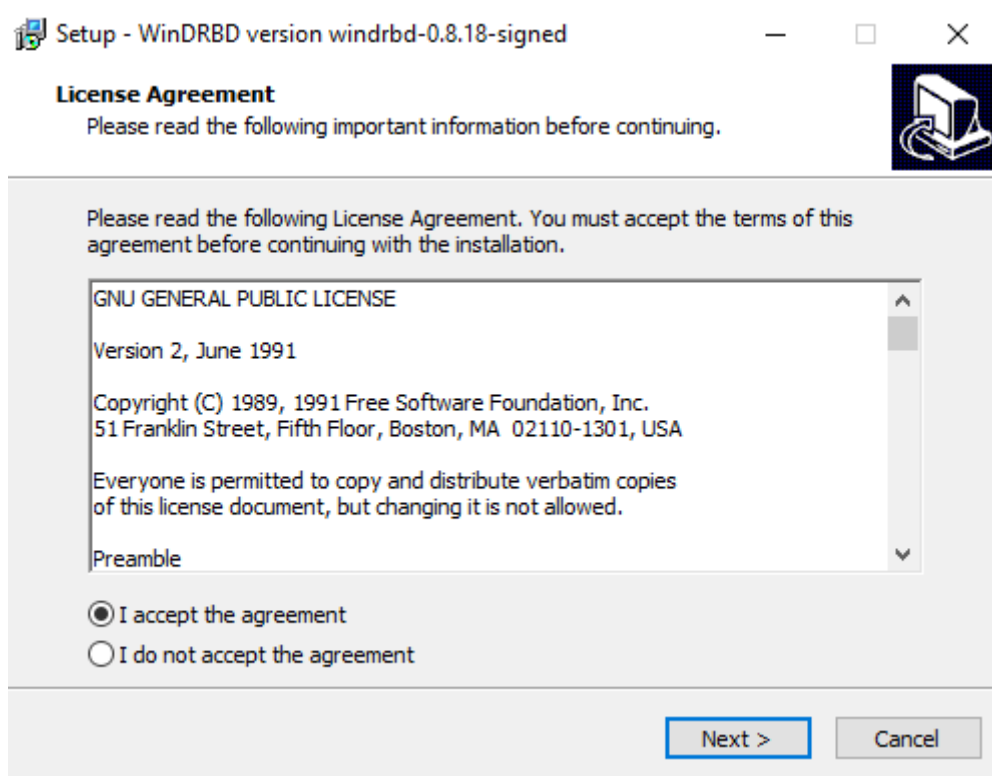 Setup - WinDRBD version windrbd-0.8.18-signed
License Agreement
Please read the following important information before continuing.
Please read the following License Agreement. You must accept the terms of this
agreement before continuing with the installation.
GNU GENERAL PUBLIC LICENSE
Version 2, June 1991
Copyright (C) 1989, 1991 Free Software Foundation, Inc.
51 Franklin Street, Fifth Floor, Boston, MA  02110-1301, USA
Everyone is permitted to copy and distribute verbatim copies
of this license document, but changing it is not allowed.
Preamble
I accept the agreement
I do not accept the agreement
Next >
Cancel